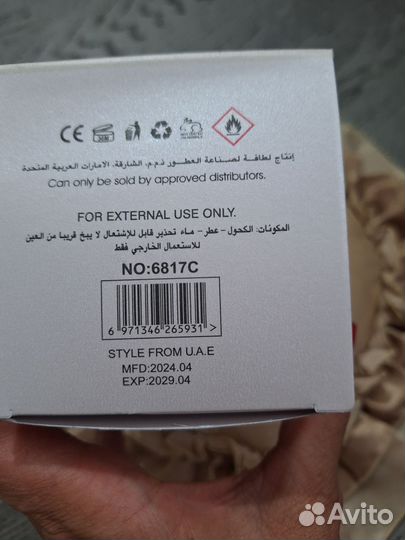 CE
إنتاج لطافة لصناعة العطور ذ.م.م. الشارقة. الامارات العربية المتحدة
Can only be sold by approved distributors.
FOR EXTERNAL USE ONLY.
المكونات: الكحول - عطر - ماء تحذير قابل للإشتعال لا يبخ قريبا من العين
للاستعمال الخارجي فقط
NO:6817C
6 971346 265931 >
STYLE FROM U.A.E
MFD:2024.04
EXP:2029.04
Avito